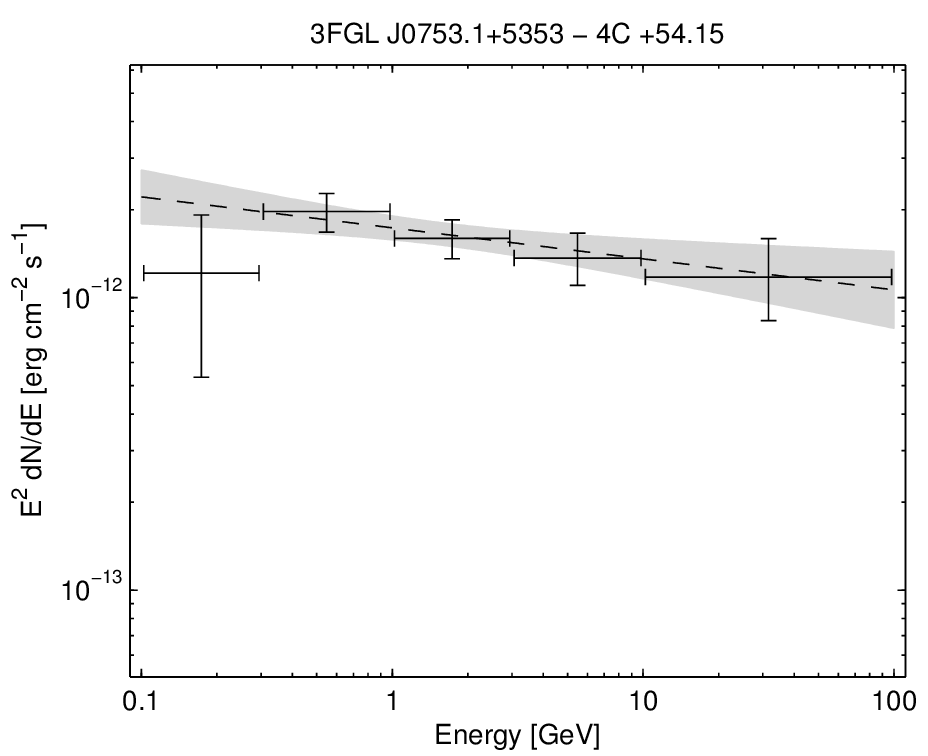 3FGL J0753.1+5353 − 4C +54.15
E² dN/dE [erg cm⁻² s⁻¹]
10⁻¹²
10⁻¹³
0.1 1 10 100
Energy [GeV]